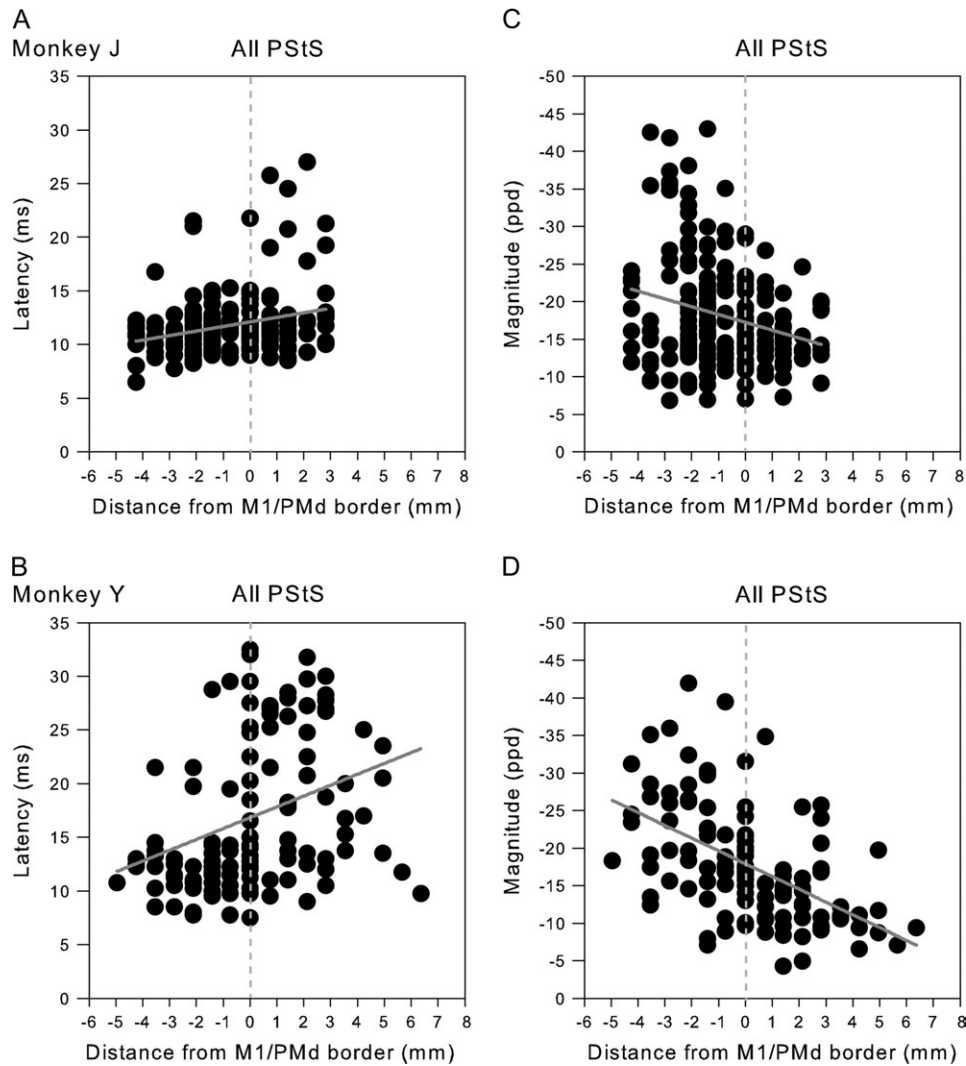 A
Monkey J
All PStS
35
30
25
20
15
10
5
0
Latency (ms)
-6 -5 -4 -3 -2 -1 0 1 2 3 4 5 6 7 8
Distance from M1/PMd border (mm)
C
All PStS
-50
-45
-40
-35
-30
-25
-20
-15
-10
-5
0
Magnitude (ppd)
-6 -5 -4 -3 -2 -1 0 1 2 3 4 5 6 7 8
Distance from M1/PMd border (mm)
B
Monkey Y
All PStS
35
30
25
20
15
10
5
0
Latency (ms)
-6 -5 -4 -3 -2 -1 0 1 2 3 4 5 6 7 8
Distance from M1/PMd border (mm)
D
All PStS
-50
-45
-40
-35
-30
-25
-20
-15
-10
-5
0
Magnitude (ppd)
-6 -5 -4 -3 -2 -1 0 1 2 3 4 5 6 7 8
Distance from M1/PMd border (mm)